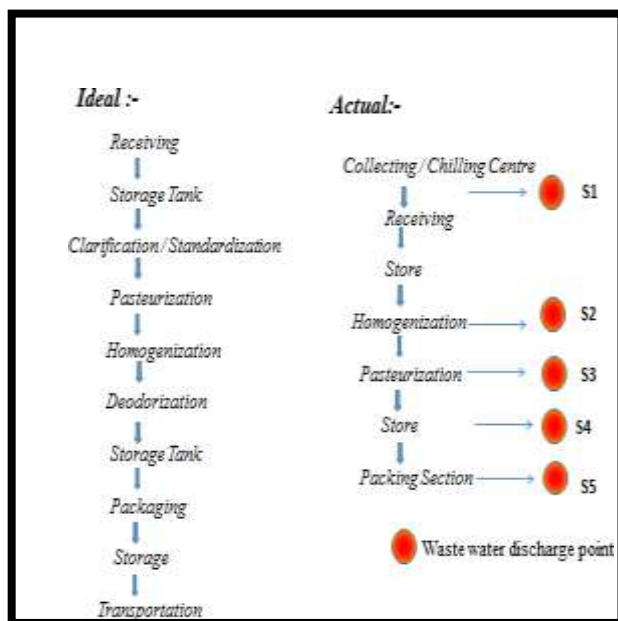 Ideal :-
Receiving
Storage Tank
Clarification / Standardization
Pasteurization
Homogenization
Deodorization
Storage Tank
Packaging
Storage
Transportation
Actual:-
Collecting / Chilling Centre
S1
Receiving
Store
Homogenization
S2
Pasteurization
S3
Store
S4
Packing Section
S5
Waste water discharge point